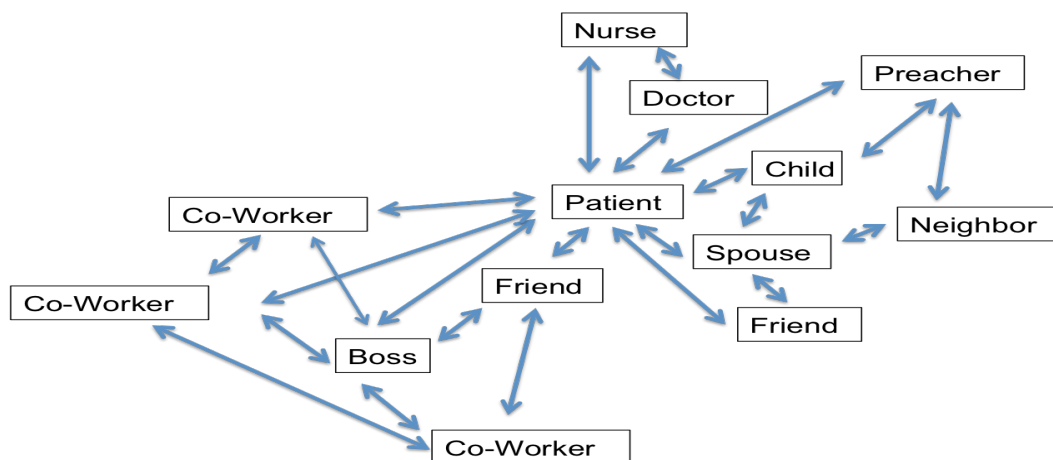 Nurse
Preacher
Doctor
Child
Patient
Co-Worker
Neighbor
Spouse
Friend
Co-Worker
Friend
Boss
Co-Worker